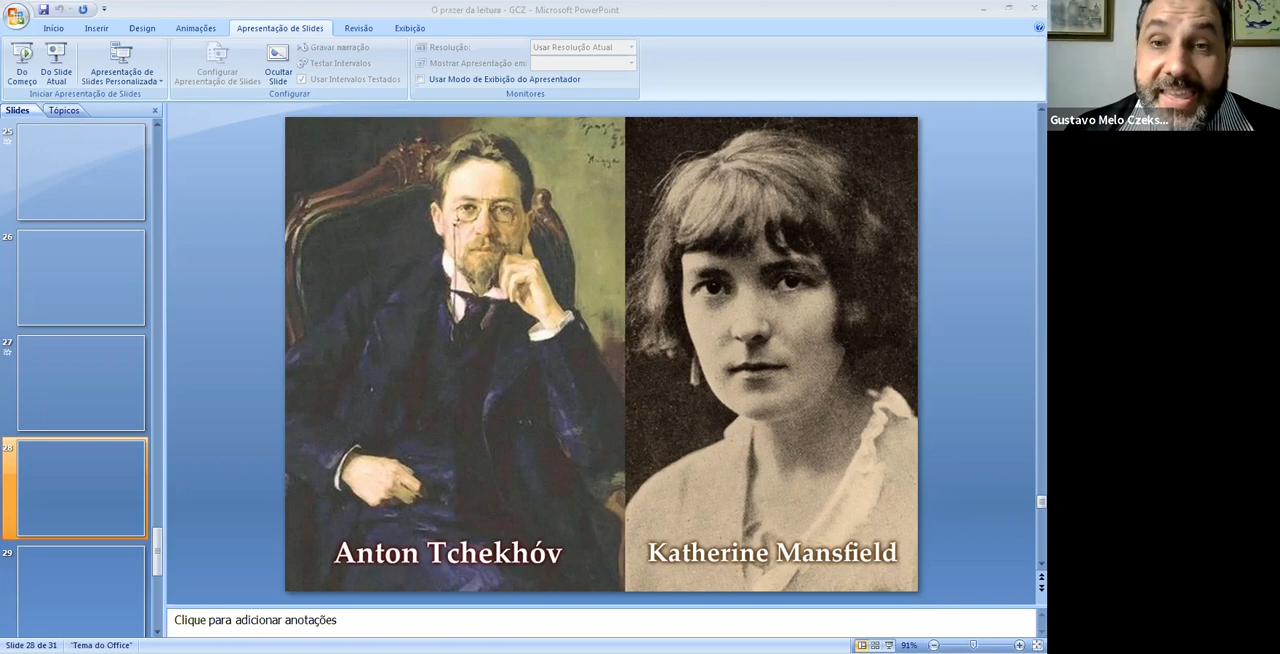 O prazer da leitura - GCZ - Microsoft PowerPoint
Início Inserir Design Animações Apresentação de Slides Revisão Exibição
Do Começo
Do Slide Atual
Apresentação de Slides Personalizada
Iniciar Apresentação de Slides
Configurar Apresentação de Slides
Ocultar Slide
Gravar narração
Testar Intervalos
Usar Intervalos Testados
Configurar
Resolução: Usar Resolução Atual
Mostrar Apresentação em:
Usar Modo de Exibição do Apresentador
Monitores
Gustavo Melo Czeks...
Slides Tópicos
25
26
27
28
29
Anton Tchekhóv
Katherine Mansfield
Clique para adicionar anotações
Slide 28 de 31 "Tema do Office" 91%